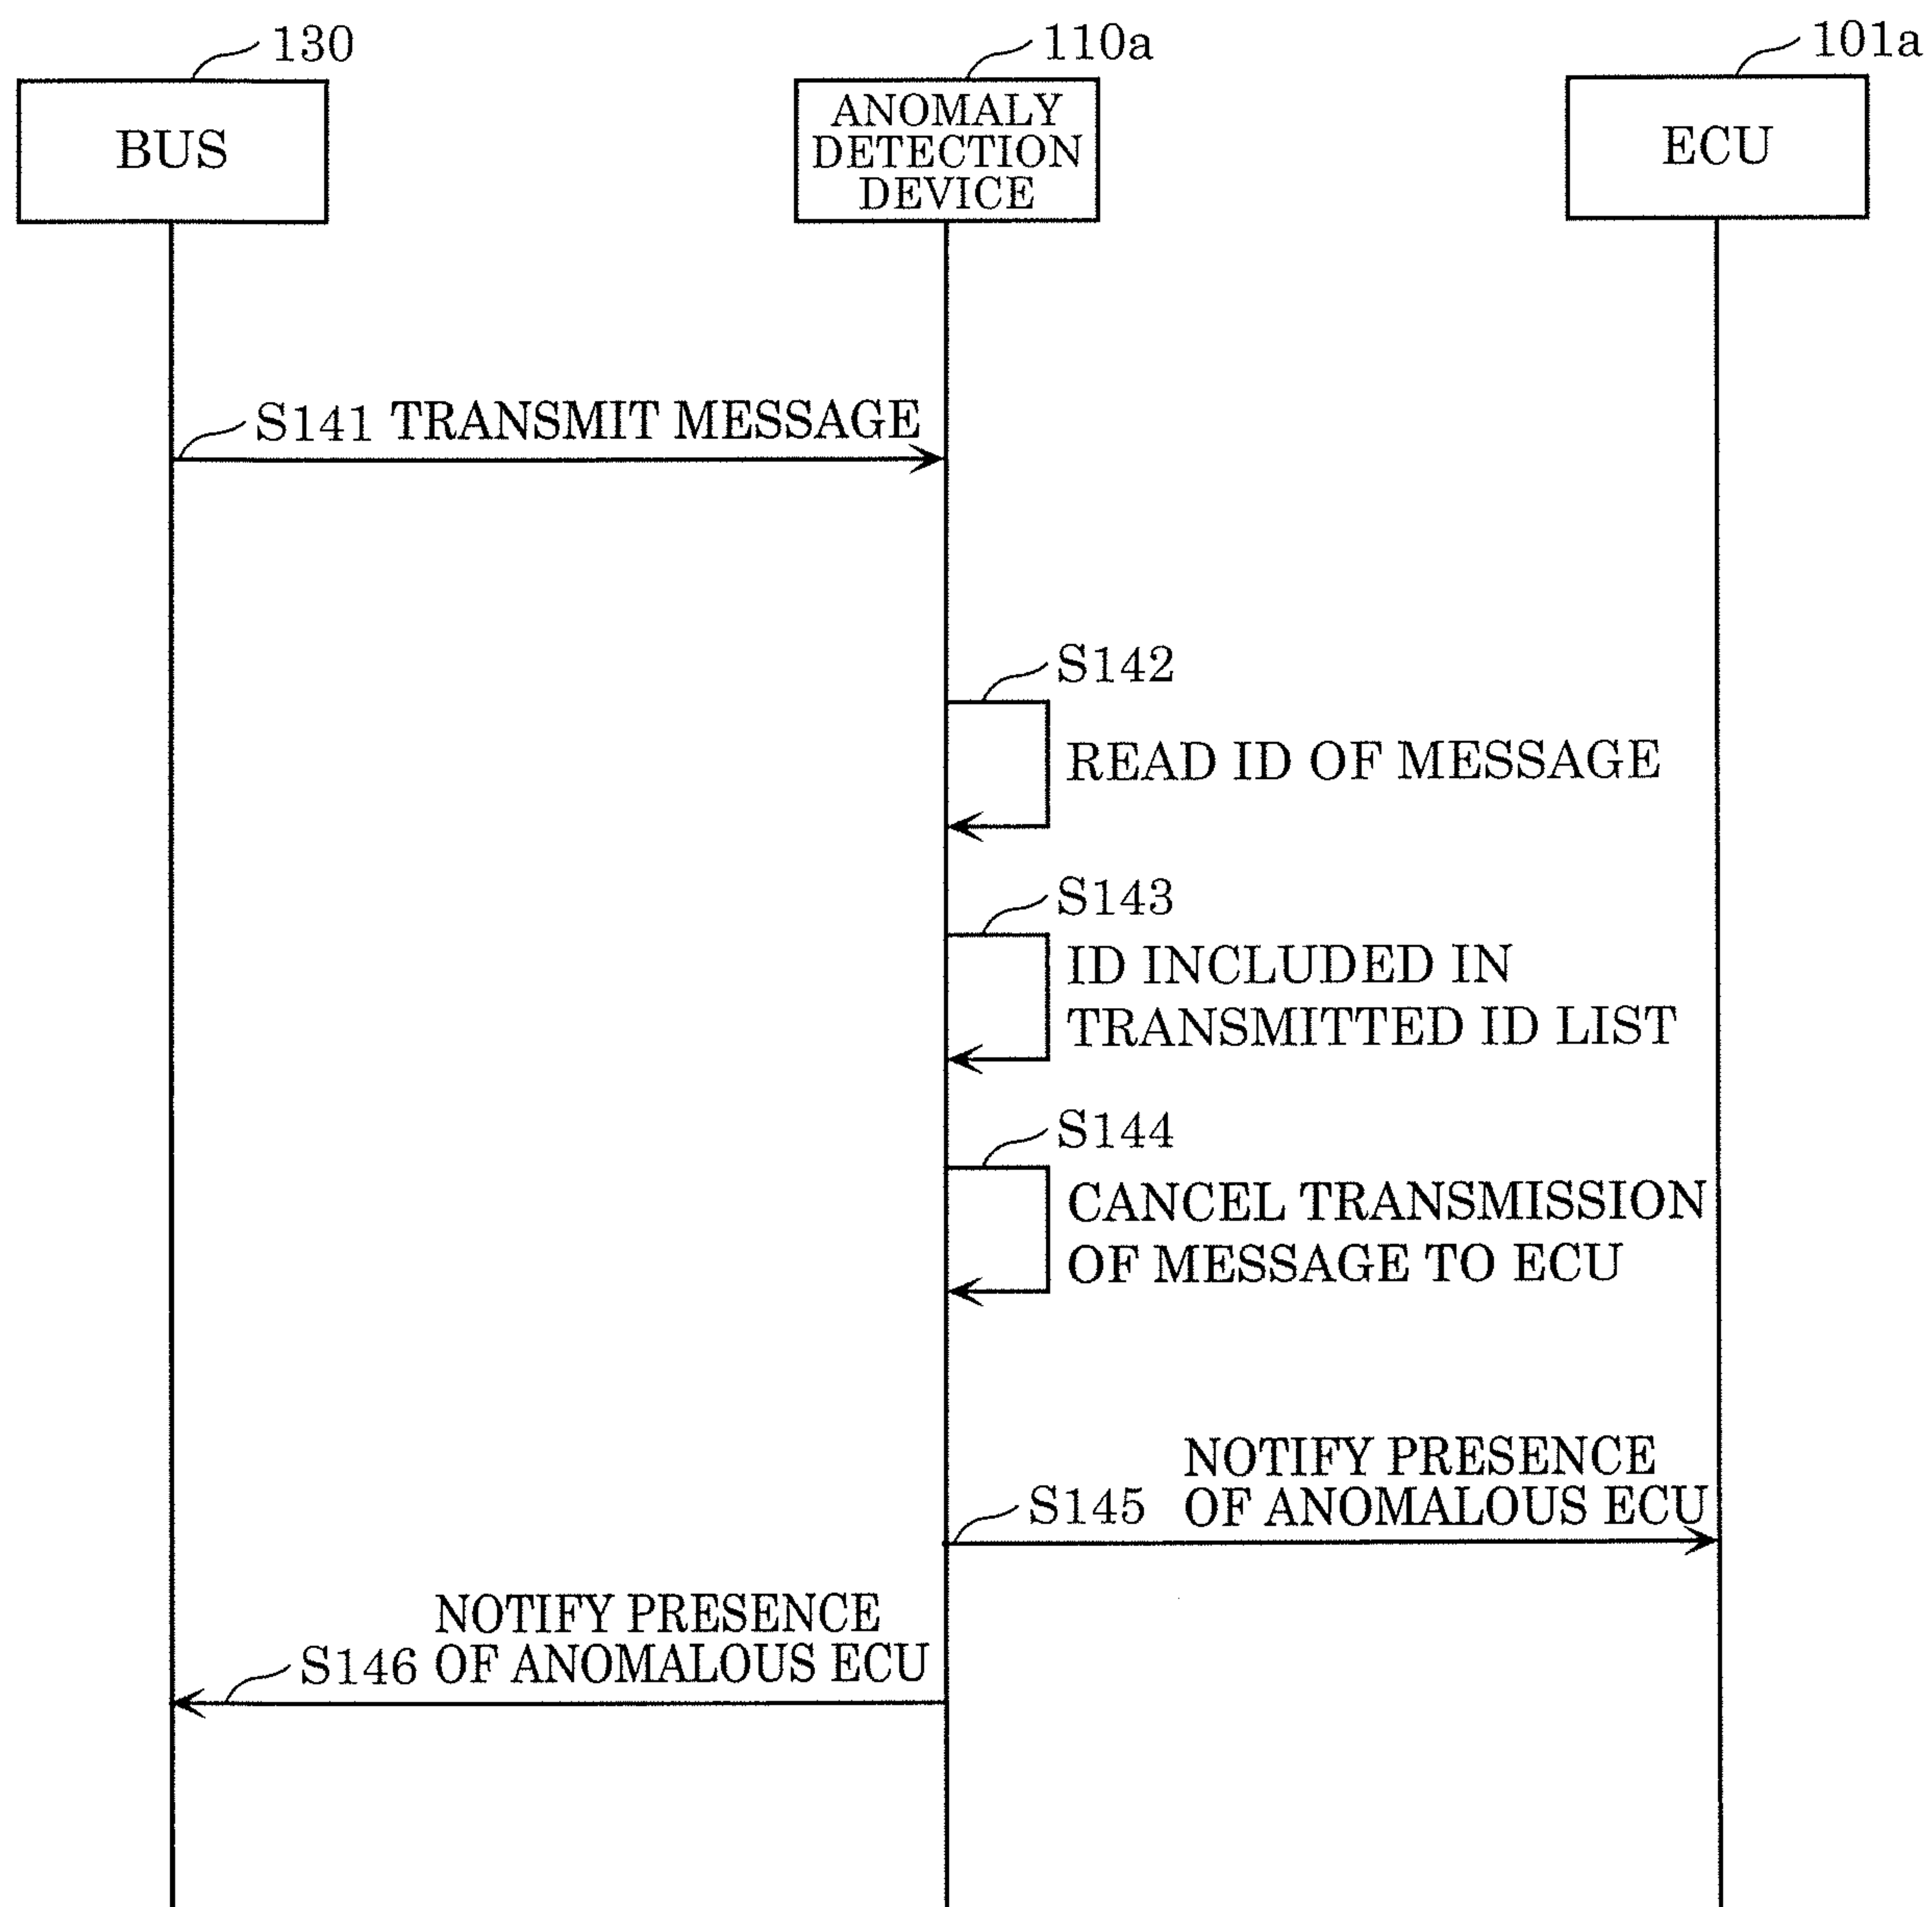 130
110a
101a
BUS
ANOMALY
DETECTION
DEVICE
ECU
S141 TRANSMIT MESSAGE
S142
READ ID OF MESSAGE
S143
ID INCLUDED IN
TRANSMITTED ID LIST
S144
CANCEL TRANSMISSION
OF MESSAGE TO ECU
NOTIFY PRESENCE
S145 OF ANOMALOUS ECU
NOTIFY PRESENCE
S146 OF ANOMALOUS ECU